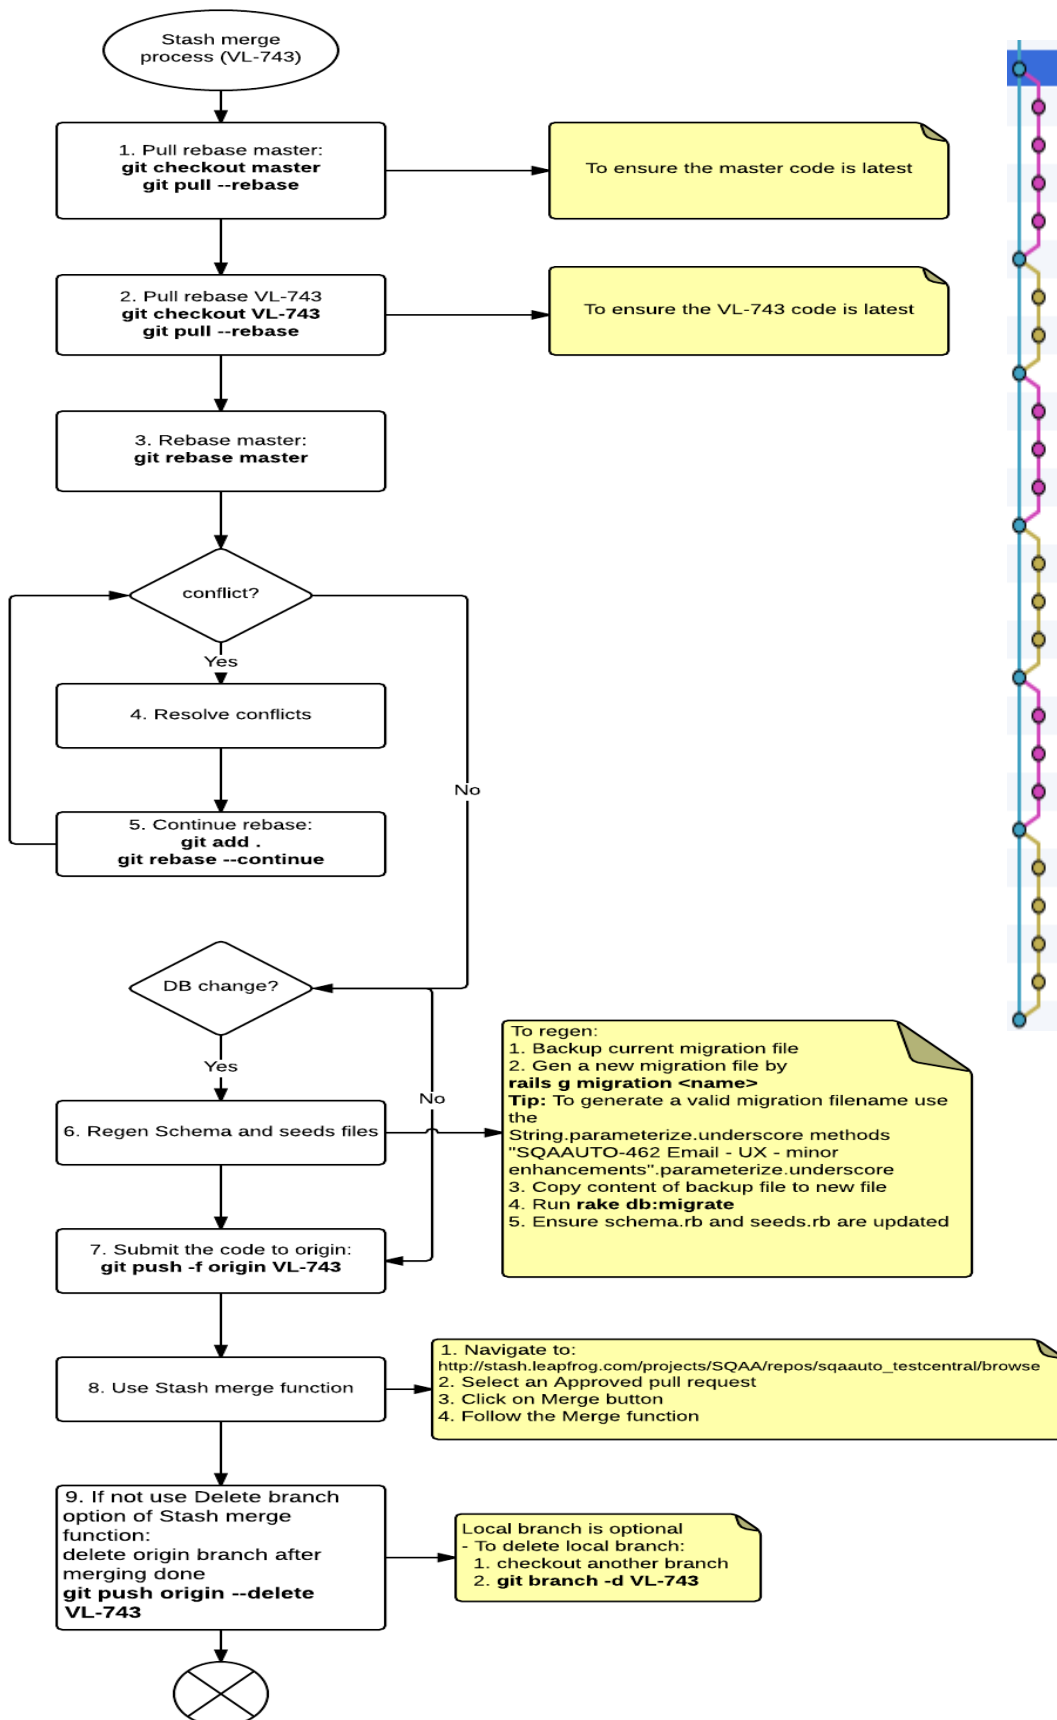 Stash merge
process (VL-743)
1. Pull rebase master:
git checkout master
git pull --rebase
To ensure the master code is latest
2. Pull rebase VL-743
git checkout VL-743
git pull --rebase
To ensure the VL-743 code is latest
3. Rebase master:
git rebase master
conflict?
Yes
4. Resolve conflicts
No
5. Continue rebase:
git add .
git rebase --continue
DB change?
Yes
No
6. Regen Schema and seeds files
To regen:
1. Backup current migration file
2. Gen a new migration file by
rails g migration <name>
Tip: To generate a valid migration filename use
the
String.parameterize.underscore methods
"SQAAUTO-462 Email - UX - minor
enhancements".parameterize.underscore
3. Copy content of backup file to new file
4. Run rake db:migrate
5. Ensure schema.rb and seeds.rb are updated
7. Submit the code to origin:
git push -f origin VL-743
8. Use Stash merge function
1. Navigate to:
http://stash.leapfrog.com/projects/SQAA/repos/sqaauto_testcentral/browse
2. Select an Approved pull request
3. Click on Merge button
4. Follow the Merge function
9. If not use Delete branch
option of Stash merge
function:
delete origin branch after
merging done
git push origin --delete
VL-743
Local branch is optional
- To delete local branch:
1. checkout another branch
2. git branch -d VL-743